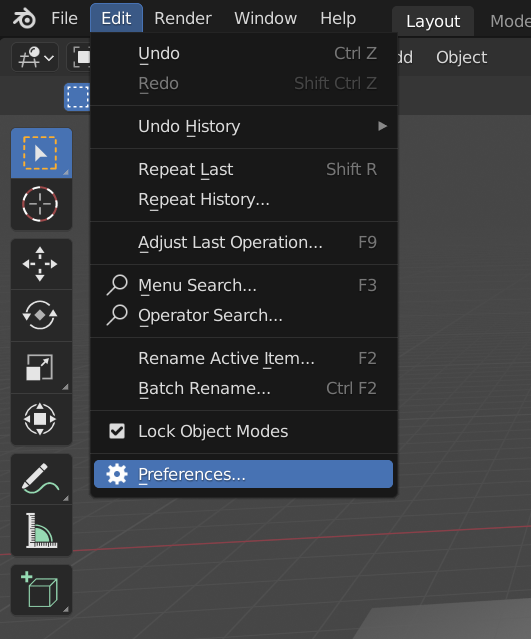 File Edit Render Window Help Layout Mode
dd Object
Undo Ctrl Z
Redo Shift Ctrl Z
Undo History
Repeat Last Shift R
Repeat History...
Adjust Last Operation... F9
Menu Search... F3
Operator Search...
Rename Active Item... F2
Batch Rename... Ctrl F2
Lock Object Modes
Preferences...